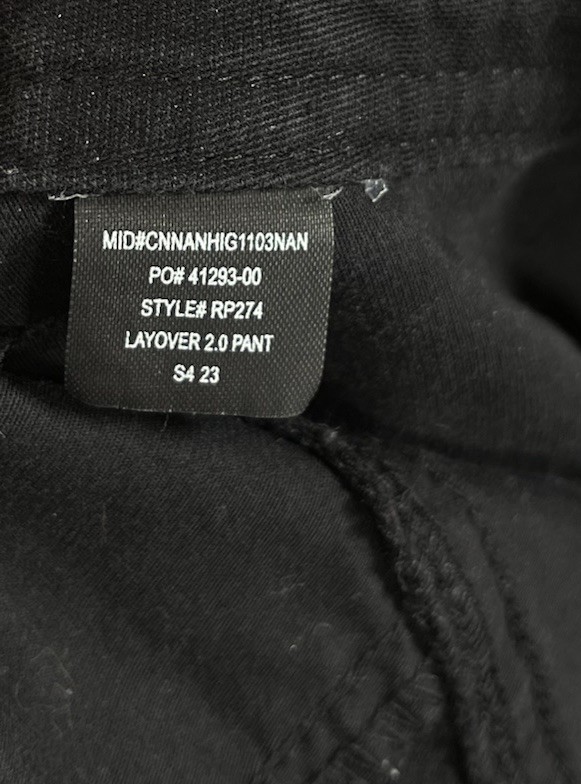 MID#CNNANHIG1103NAN
PO# 41293-00
STYLE# RP274
LAYOVER 2.0 PANT
S4 23